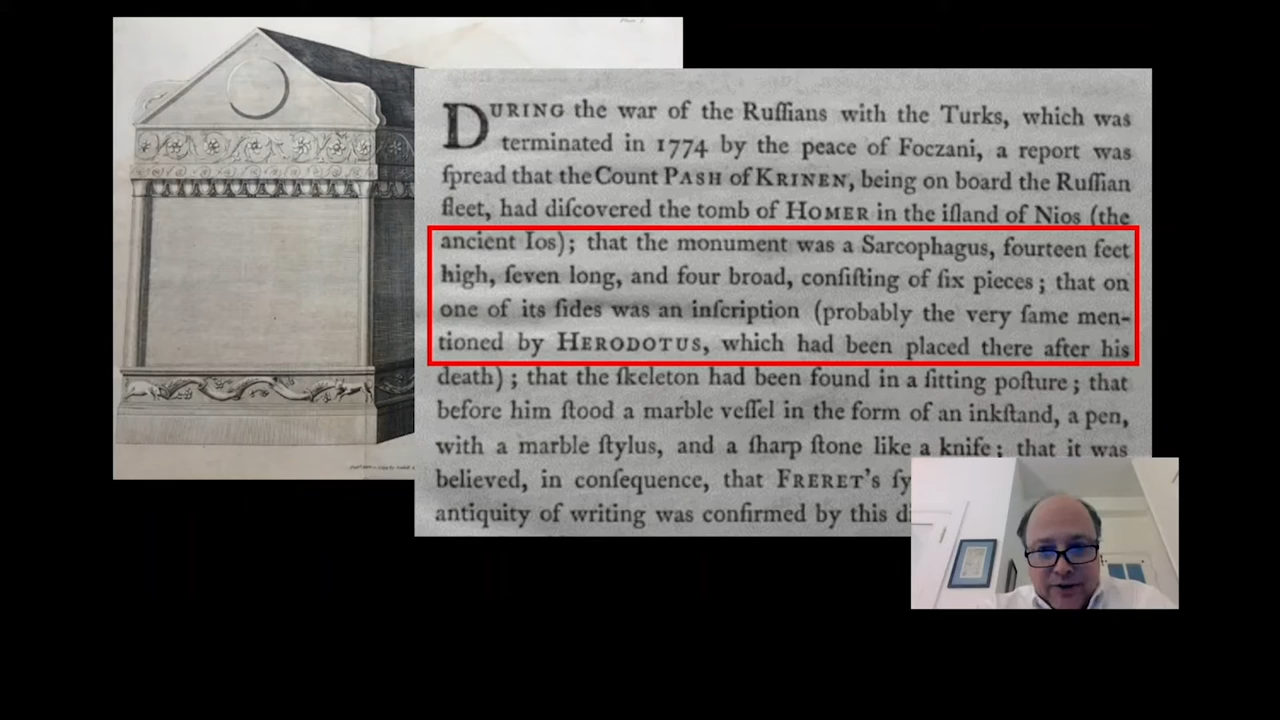 DURING the war of the Ruſſians with the Turks, which was
terminated in 1774 by the peace of Foczani, a report was
ſpread that the Count PASH of KRINEN, being on board the Ruſſian
fleet, had diſcovered the tomb of HOMER in the iſland of Nios (the
ancient Ios); that the monument was a Sarcophagus, fourteen feet
high, ſeven long, and four broad, conſiſting of ſix pieces; that on
one of its ſides was an inſcription (probably the very ſame men-
tioned by HERODOTUS, which had been placed there after his
death); that the ſkeleton had been found in a ſitting poſture; that
before him ſtood a marble veſſel in the form of an inkſtand, a pen,
with a marble ſtylus, and a ſharp ſtone like a knife; that it was
believed, in conſequence, that FRERET'S ſy
antiquity of writing was confirmed by this di